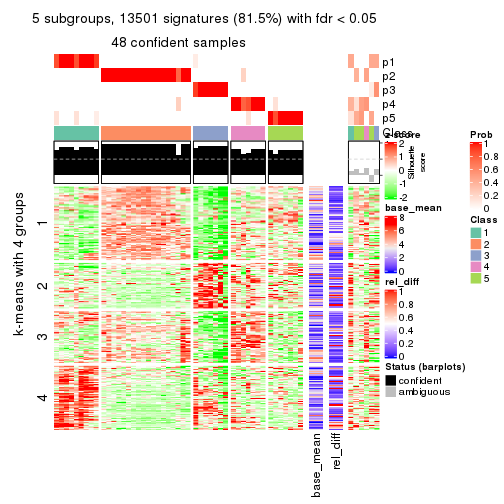 5 subgroups, 13501 signatures (81.5%) with fdr < 0.05
48 confident samples
p1
p2
p3
p4
p5
Class
k-means with 4 groups
1
2
3
4
base_mean
rel_diff
z-score
2
1
0
-1
-2
Silhouette
score
base_mean
8
6
4
2
0
rel_diff
1
0.8
0.6
0.4
0.2
0
Status (barplots)
confident
ambiguous
Prob
1
0.8
0.6
0.4
0.2
0
Class
1
2
3
4
5